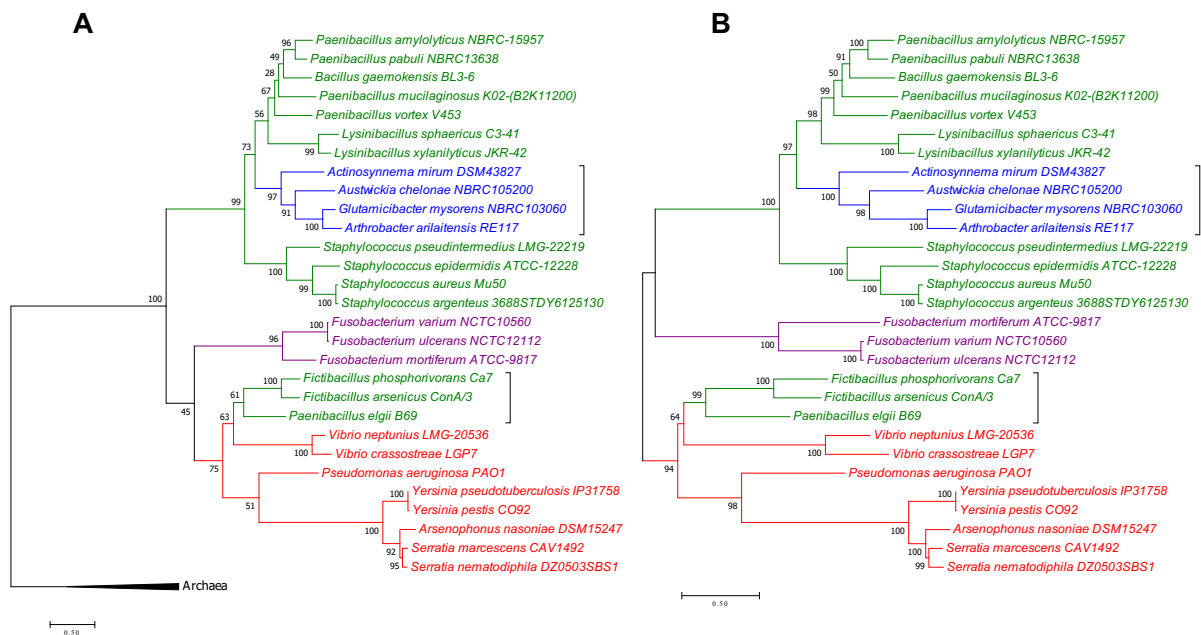 A
Paenibacillus amylolyticus NBRC-15957
96
Paenibacillus pabuli NBRC13638
49
Bacillus gaemokensis BL3-6
28
Paenibacillus mucilaginosus K02-(B2K11200)
67
Paenibacillus vortex V453
56
Lysinibacillus sphaericus C3-41
99
Lysinibacillus xylanilyticus JKR-42
73
Actinosynnema mirum DSM43827
97
Austwickia chelonae NBRC105200
91
Glutamicibacter mysorens NBRC103060
100
Arthrobacter arilaitensis RE117
99
Staphylococcus pseudintermedius LMG-22219
100
Staphylococcus epidermidis ATCC-12228
99
Staphylococcus aureus Mu50
100
Staphylococcus argenteus 3688STDY6125130
100
Fusobacterium varium NCTC10560
100
Fusobacterium ulcerans NCTC12112
96
Fusobacterium mortiferum ATCC-9817
45
Fictibacillus phosphorivorans Ca7
100
Fictibacillus arsenicus ConA/3
61
Paenibacillus elgii B69
63
Vibrio neptunius LMG-20536
100
Vibrio crassostreae LGP7
75
Pseudomonas aeruginosa PAO1
51
Yersinia pseudotuberculosis IP31758
100
Yersinia pestis CO92
100
Arsenophonus nasoniae DSM15247
92
Serratia marcescens CAV1492
95
Serratia nematodiphila DZ0503SBS1
Archaea
0.50
B
Paenibacillus amylolyticus NBRC-15957
100
Paenibacillus pabuli NBRC13638
91
Bacillus gaemokensis BL3-6
50
Paenibacillus mucilaginosus K02-(B2K11200)
99
Paenibacillus vortex V453
98
Lysinibacillus sphaericus C3-41
100
Lysinibacillus xylanilyticus JKR-42
97
Actinosynnema mirum DSM43827
100
Austwickia chelonae NBRC105200
98
Glutamicibacter mysorens NBRC103060
100
Arthrobacter arilaitensis RE117
100
Staphylococcus pseudintermedius LMG-22219
100
Staphylococcus epidermidis ATCC-12228
100
Staphylococcus aureus Mu50
100
Staphylococcus argenteus 3688STDY6125130
Fusobacterium mortiferum ATCC-9817
100
Fusobacterium varium NCTC10560
100
Fusobacterium ulcerans NCTC12112
Fictibacillus phosphorivorans Ca7
100
Fictibacillus arsenicus ConA/3
99
Paenibacillus elgii B69
64
Vibrio neptunius LMG-20536
100
Vibrio crassostreae LGP7
94
Pseudomonas aeruginosa PAO1
98
Yersinia pseudotuberculosis IP31758
100
Yersinia pestis CO92
100
Arsenophonus nasoniae DSM15247
100
Serratia marcescens CAV1492
99
Serratia nematodiphila DZ0503SBS1
0.50